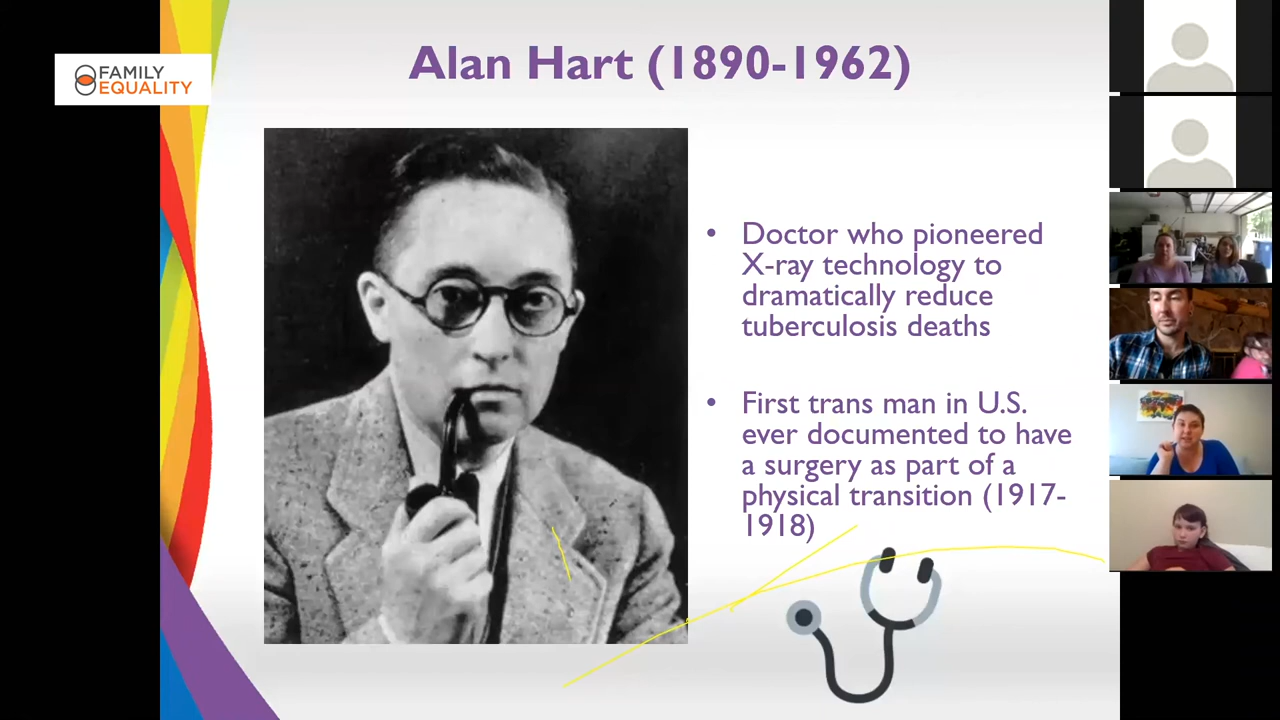 FAMILY
EQUALITY
Alan Hart (1890-1962)
• Doctor who pioneered
X-ray technology to
dramatically reduce
tuberculosis deaths
• First trans man in U.S.
ever documented to have
a surgery as part of a
physical transition (1917-
1918)